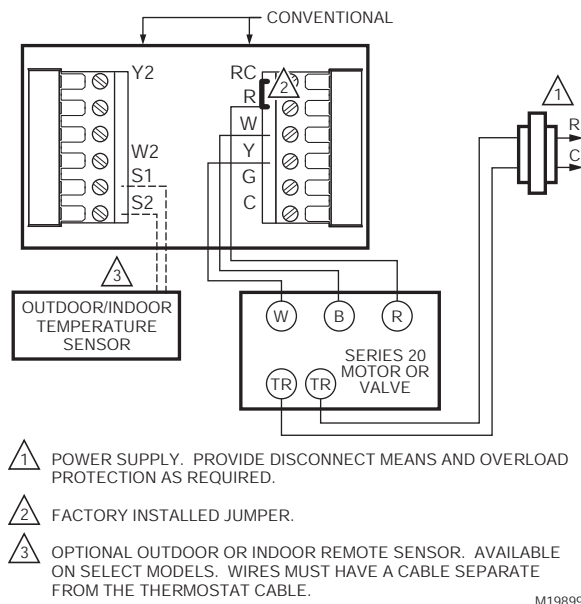 CONVENTIONAL
Y2
W2
S1
S2
RC
R
W
Y
G
C
2
1
R
C
3
OUTDOOR/INDOOR
TEMPERATURE
SENSOR
W B R
SERIES 20
MOTOR OR
VALVE
TR TR
1 POWER SUPPLY. PROVIDE DISCONNECT MEANS AND OVERLOAD
PROTECTION AS REQUIRED.
2 FACTORY INSTALLED JUMPER.
3 OPTIONAL OUTDOOR OR INDOOR REMOTE SENSOR. AVAILABLE
ON SELECT MODELS. WIRES MUST HAVE A CABLE SEPARATE
FROM THE THERMOSTAT CABLE.
M19899